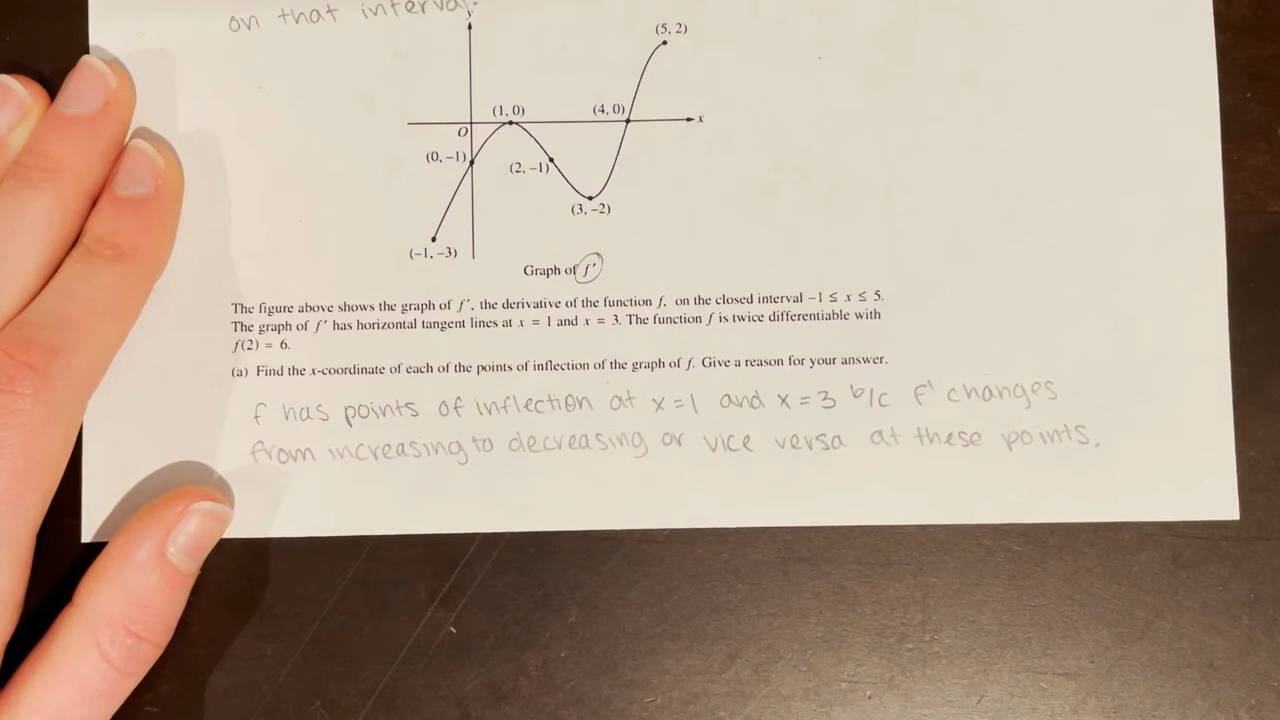 on that interval.
y
(5, 2)
(1, 0)
(4, 0)
x
O
(0, −1)
(2, −1)
(3, −2)
(−1, −3)
Graph of f′
The figure above shows the graph of f′, the derivative of the function f, on the closed interval −1 ≤ x ≤ 5.
The graph of f′ has horizontal tangent lines at x = 1 and x = 3. The function f is twice differentiable with
f(2) = 6.
(a) Find the x-coordinate of each of the points of inflection of the graph of f. Give a reason for your answer.
f has points of inflection at x=1 and x=3 b/c f' changes
from increasing to decreasing or vice versa at these points.